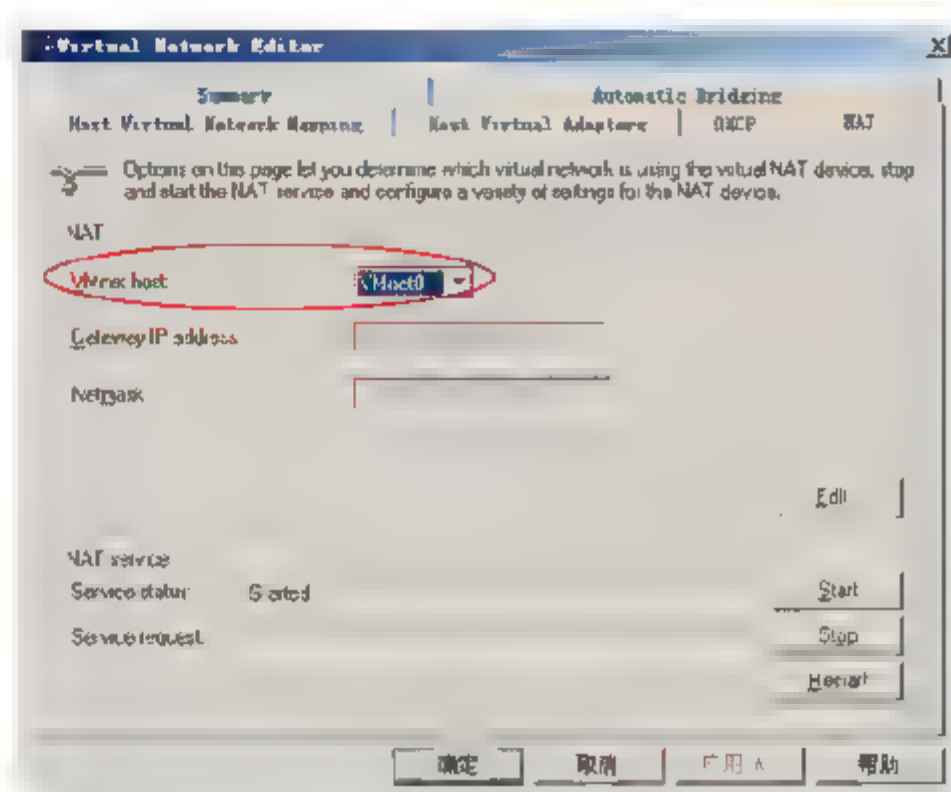 Virtual Network Editor
Summary Automatic Bridging
Host Virtual Network Mapping Host Virtual Adapters DHCP NAT
Options on this page let you determine which virtual network is using the virtual NAT device, stop
and start the NAT service and configure a variety of settings for the NAT device.
NAT
VMnet host
VMnet0
Gateway IP address
Netmask
Edit
NAT service
Service status Started
Start
Service request
Stop
Restart
确定 取消 应用 A 帮助